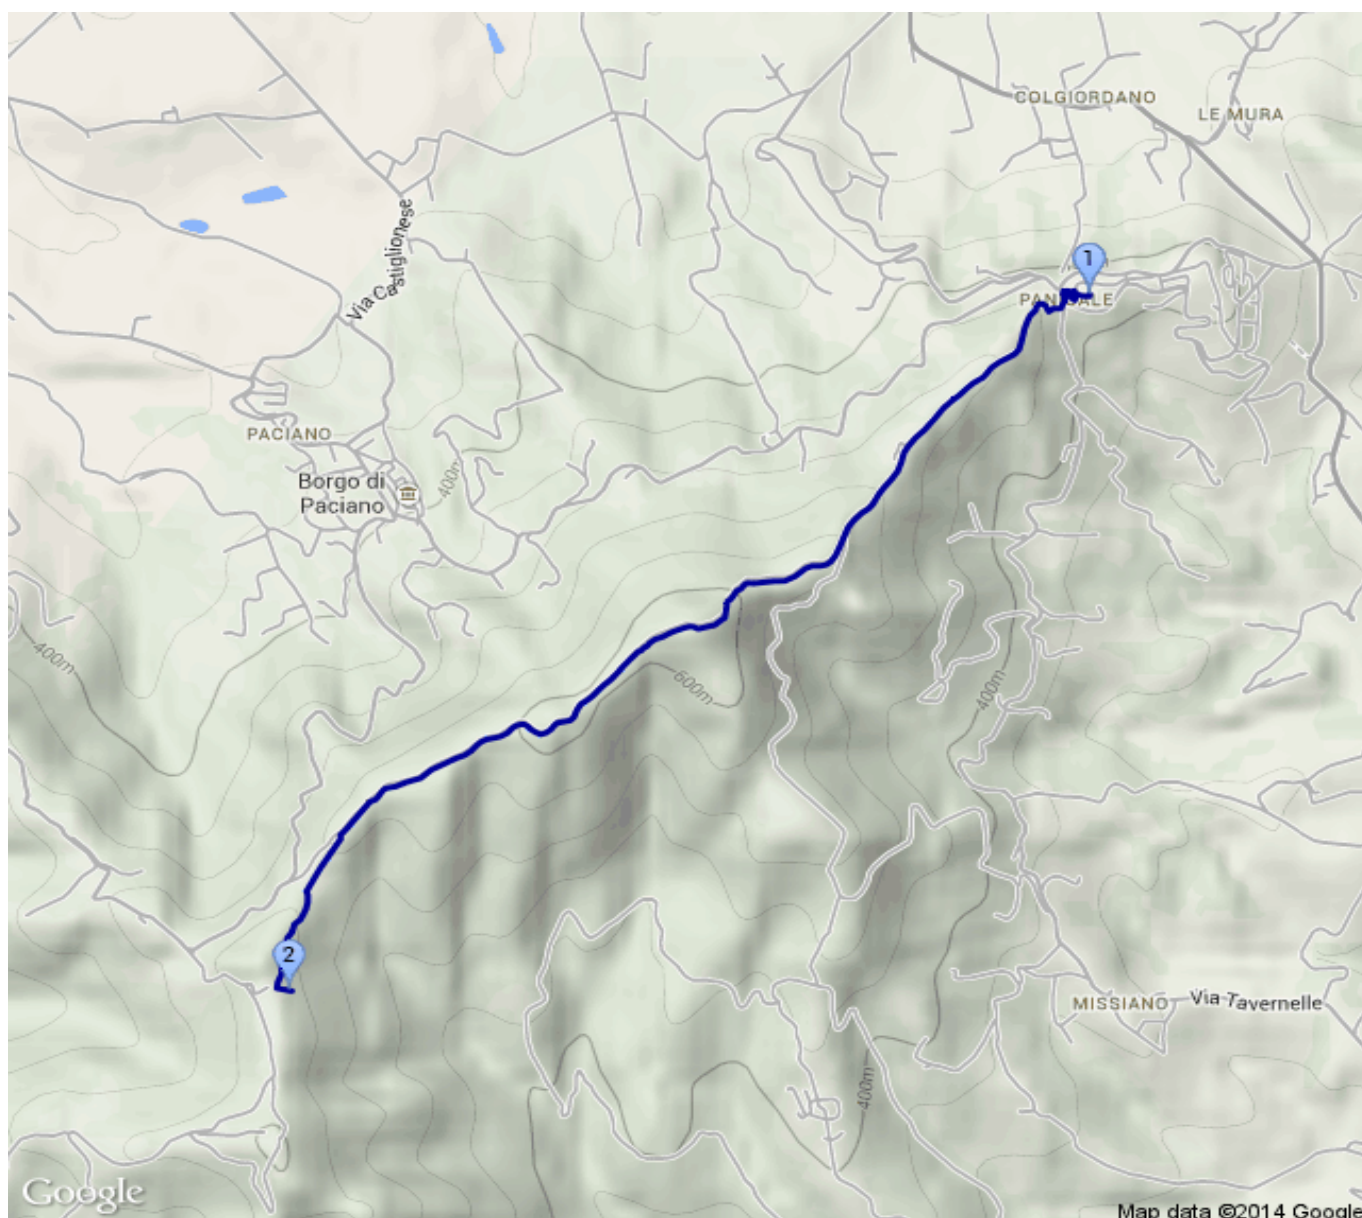 COLGIORDANO
LE MURA
Via Castiglionese
1
PANICALE
PACIANO
Borgo di
Paciano
400m
400m
600m
400m
2
MISSIANO
Via Tavernelle
400m
Google
Map data ©2014 Google